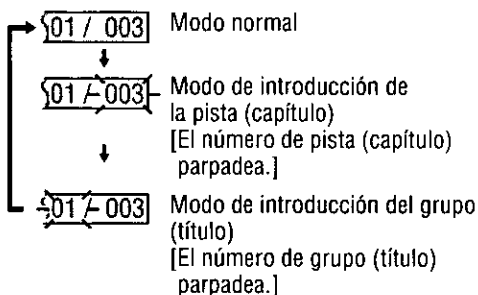 01 / 003 Modo normal
01 / 003 Modo de introducción de
la pista (capítulo)
[El número de pista (capítulo)
parpadea.]
01 / 003 Modo de introducción del grupo
(título)
[El número de grupo (título)
parpadea.]